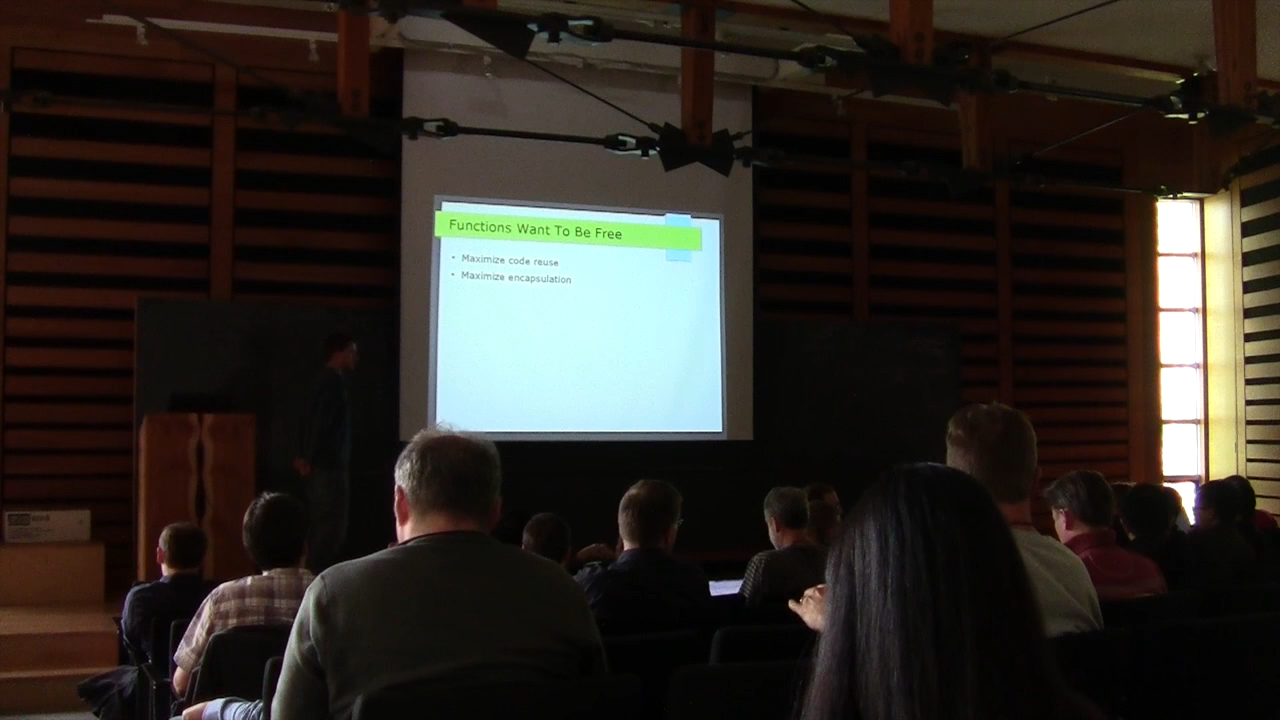 Functions Want To Be Free
• Maximize code reuse
• Maximize encapsulation